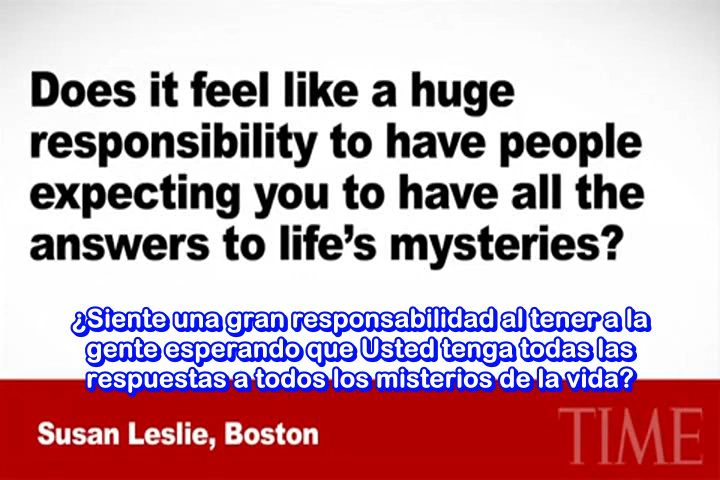 Does it feel like a huge
responsibility to have people
expecting you to have all the
answers to life's mysteries?
¿Siente una gran responsabilidad al tener a la
gente esperando que Usted tenga todas las
respuestas a todos los misterios de la vida?
Susan Leslie, Boston
TIME